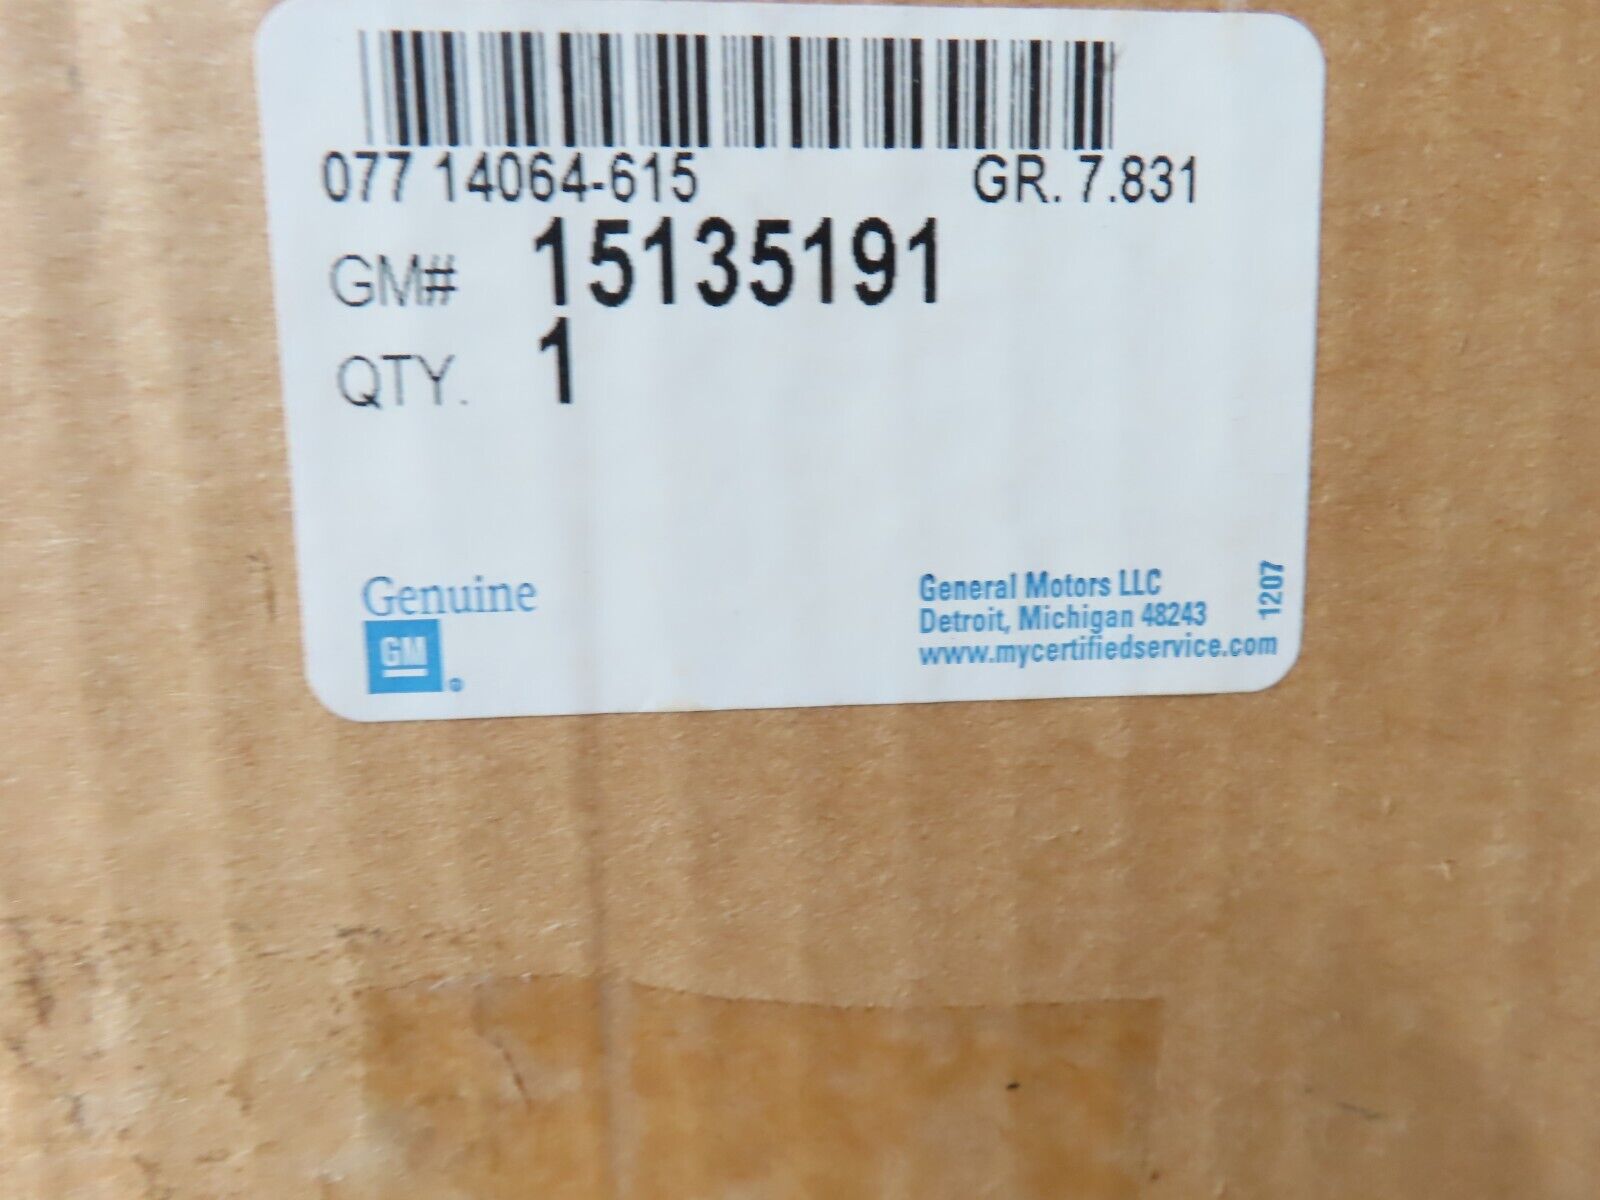 077 14064-615 GR. 7.831
GM# 15135191
QTY. 1
Genuine
GM
General Motors LLC
Detroit, Michigan 48243
www.mycertifiedservice.com
1207